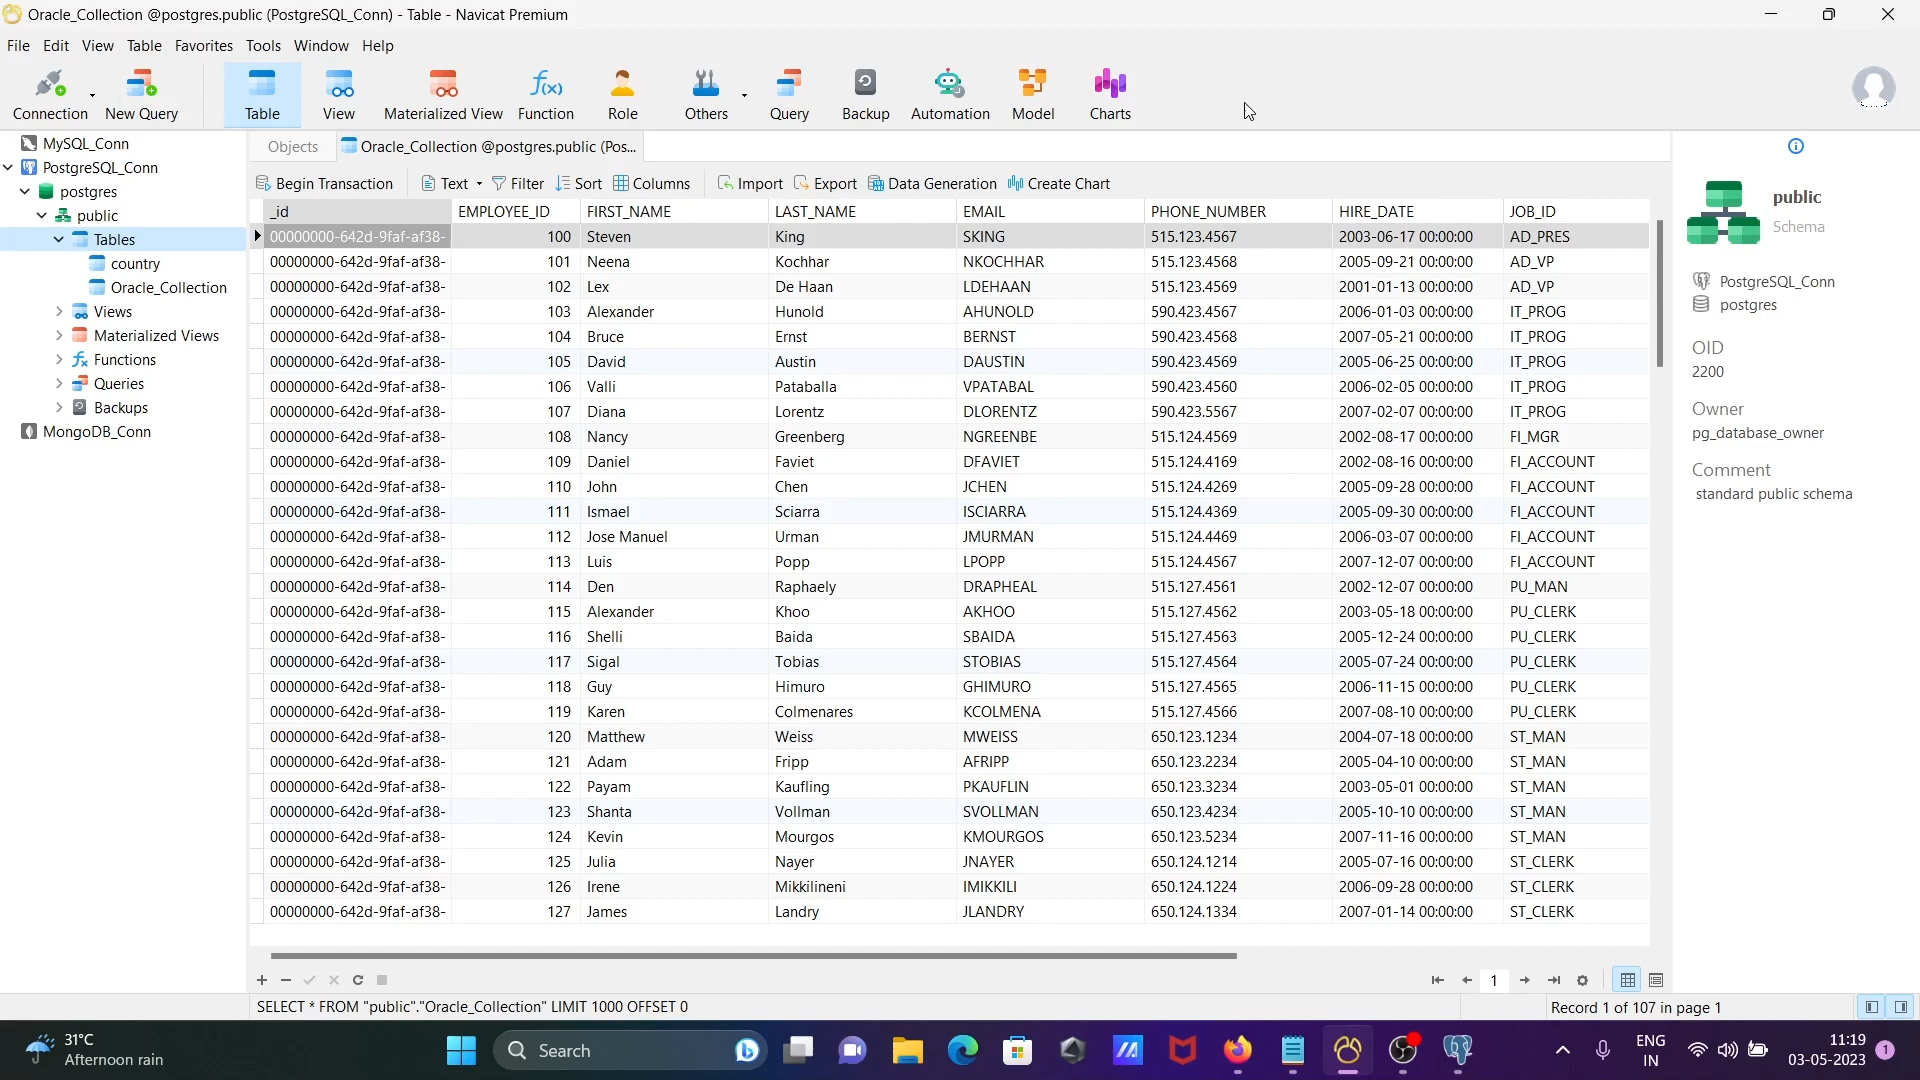 Oracle_Collection @postgres.public (PostgreSQL_Conn) - Table - Navicat Premium
File Edit View Table Favorites Tools Window Help
Connection New Query Table View Materialized View Function Role Others Query Backup Automation Model Charts
MySQL_Conn
PostgreSQL_Conn
postgres
public
Tables
country
Oracle_Collection
Views
Materialized Views
Functions
Queries
Backups
MongoDB_Conn
Objects Oracle_Collection @postgres.public (Pos...
Begin Transaction Text Filter Sort Columns Import Export Data Generation Create Chart
_id EMPLOYEE_ID FIRST_NAME LAST_NAME EMAIL PHONE_NUMBER HIRE_DATE JOB_ID
00000000-642d-9faf-af38- 100 Steven King SKING 515.123.4567 2003-06-17 00:00:00 AD_PRES
00000000-642d-9faf-af38- 101 Neena Kochhar NKOCHHAR 515.123.4568 2005-09-21 00:00:00 AD_VP
00000000-642d-9faf-af38- 102 Lex De Haan LDEHAAN 515.123.4569 2001-01-13 00:00:00 AD_VP
00000000-642d-9faf-af38- 103 Alexander Hunold AHUNOLD 590.423.4567 2006-01-03 00:00:00 IT_PROG
00000000-642d-9faf-af38- 104 Bruce Ernst BERNST 590.423.4568 2007-05-21 00:00:00 IT_PROG
00000000-642d-9faf-af38- 105 David Austin DAUSTIN 590.423.4569 2005-06-25 00:00:00 IT_PROG
00000000-642d-9faf-af38- 106 Valli Pataballa VPATABAL 590.423.4560 2006-02-05 00:00:00 IT_PROG
00000000-642d-9faf-af38- 107 Diana Lorentz DLORENTZ 590.423.5567 2007-02-07 00:00:00 IT_PROG
00000000-642d-9faf-af38- 108 Nancy Greenberg NGREENBE 515.124.4569 2002-08-17 00:00:00 FI_MGR
00000000-642d-9faf-af38- 109 Daniel Faviet DFAVIET 515.124.4169 2002-08-16 00:00:00 FI_ACCOUNT
00000000-642d-9faf-af38- 110 John Chen JCHEN 515.124.4269 2005-09-28 00:00:00 FI_ACCOUNT
00000000-642d-9faf-af38- 111 Ismael Sciarra ISCIARRA 515.124.4369 2005-09-30 00:00:00 FI_ACCOUNT
00000000-642d-9faf-af38- 112 Jose Manuel Urman JMURMAN 515.124.4469 2006-03-07 00:00:00 FI_ACCOUNT
00000000-642d-9faf-af38- 113 Luis Popp LPOPP 515.124.4567 2007-12-07 00:00:00 FI_ACCOUNT
00000000-642d-9faf-af38- 114 Den Raphaely DRAPHEAL 515.127.4561 2002-12-07 00:00:00 PU_MAN
00000000-642d-9faf-af38- 115 Alexander Khoo AKHOO 515.127.4562 2003-05-18 00:00:00 PU_CLERK
00000000-642d-9faf-af38- 116 Shelli Baida SBAIDA 515.127.4563 2005-12-24 00:00:00 PU_CLERK
00000000-642d-9faf-af38- 117 Sigal Tobias STOBIAS 515.127.4564 2005-07-24 00:00:00 PU_CLERK
00000000-642d-9faf-af38- 118 Guy Himuro GHIMURO 515.127.4565 2006-11-15 00:00:00 PU_CLERK
00000000-642d-9faf-af38- 119 Karen Colmenares KCOLMENA 515.127.4566 2007-08-10 00:00:00 PU_CLERK
00000000-642d-9faf-af38- 120 Matthew Weiss MWEISS 650.123.1234 2004-07-18 00:00:00 ST_MAN
00000000-642d-9faf-af38- 121 Adam Fripp AFRIPP 650.123.2234 2005-04-10 00:00:00 ST_MAN
00000000-642d-9faf-af38- 122 Payam Kaufling PKAUFLIN 650.123.3234 2003-05-01 00:00:00 ST_MAN
00000000-642d-9faf-af38- 123 Shanta Vollman SVOLLMAN 650.123.4234 2005-10-10 00:00:00 ST_MAN
00000000-642d-9faf-af38- 124 Kevin Mourgos KMOURGOS 650.123.5234 2007-11-16 00:00:00 ST_MAN
00000000-642d-9faf-af38- 125 Julia Nayer JNAYER 650.124.1214 2005-07-16 00:00:00 ST_CLERK
00000000-642d-9faf-af38- 126 Irene Mikkilineni IMIKKILI 650.124.1224 2006-09-28 00:00:00 ST_CLERK
00000000-642d-9faf-af38- 127 James Landry JLANDRY 650.124.1334 2007-01-14 00:00:00 ST_CLERK
1
SELECT * FROM "public"."Oracle_Collection" LIMIT 1000 OFFSET 0
Record 1 of 107 in page 1
public
Schema
PostgreSQL_Conn
postgres
OID
2200
Owner
pg_database_owner
Comment
standard public schema
31°C
Afternoon rain
Search
ENG
IN
11:19
03-05-2023
1